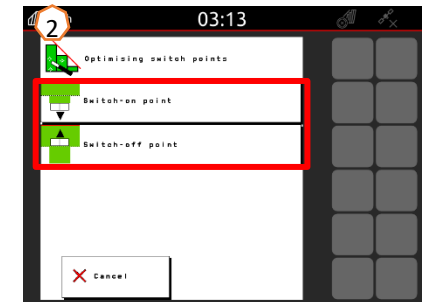 2
03:13
Optimising switch points
Switch-on point
Switch-off point
Cancel